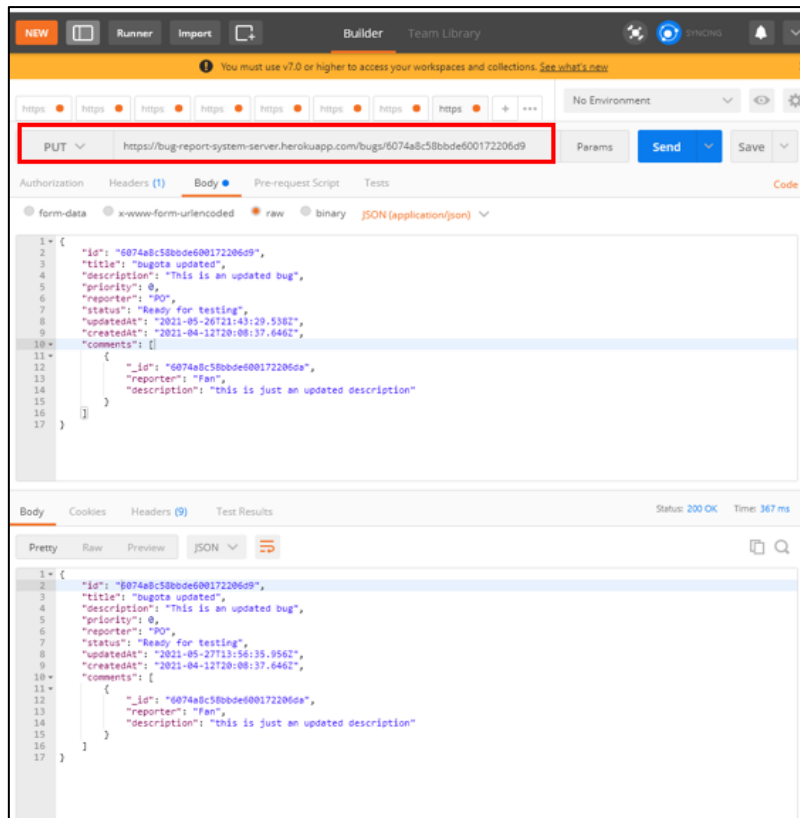 NEW Runner Import Builder Team Library SYNCING
You must use v7.0 or higher to access your workspaces and collections. See what's new
https https https https https https https https + ••• No Environment
PUT https://bug-report-system-server.herokuapp.com/bugs/6074a8c58bbde600172206d9 Params Send Save
Authorization Headers (1) Body Pre-request Script Tests Code
form-data x-www-form-urlencoded raw binary JSON (application/json)
1 {
2 "id": "6074a8c58bbde600172206d9",
3 "title": "bugota updated",
4 "description": "This is an updated bug",
5 "priority": 0,
6 "reporter": "PO",
7 "status": "Ready for testing",
8 "updatedAt": "2021-05-26T21:43:29.538Z",
9 "createdAt": "2021-04-12T20:08:37.646Z",
10 "comments": [
11 {
12 "_id": "6074a8c58bbde600172206da",
13 "reporter": "Fan",
14 "description": "this is just an updated description"
15 }
16 ]
17 }
Body Cookies Headers (9) Test Results Status: 200 OK Time: 367 ms
Pretty Raw Preview JSON
1 {
2 "id": "6074a8c58bbde600172206d9",
3 "title": "bugota updated",
4 "description": "This is an updated bug",
5 "priority": 0,
6 "reporter": "PO",
7 "status": "Ready for testing",
8 "updatedAt": "2021-05-27T13:56:35.956Z",
9 "createdAt": "2021-04-12T20:08:37.646Z",
10 "comments": [
11 {
12 "_id": "6074a8c58bbde600172206da",
13 "reporter": "Fan",
14 "description": "this is just an updated description"
15 }
16 ]
17 }